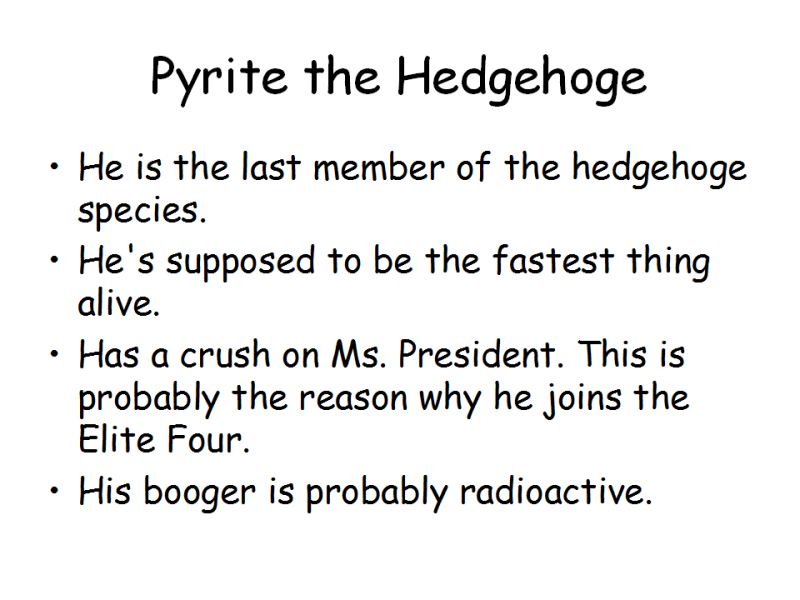 Pyrite the Hedgehoge
• He is the last member of the hedgehoge
species.
• He's supposed to be the fastest thing
alive.
• Has a crush on Ms. President. This is
probably the reason why he joins the
Elite Four.
• His booger is probably radioactive.